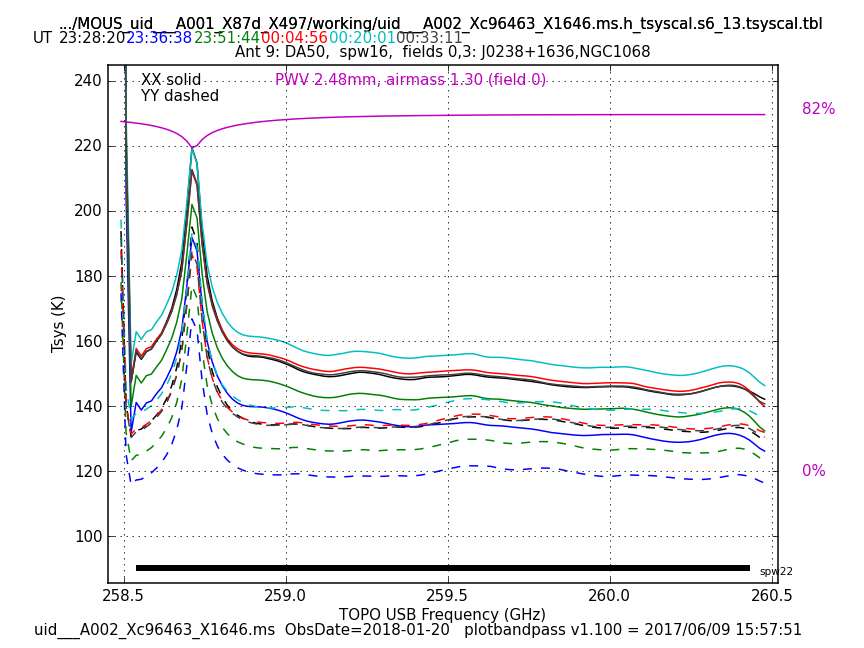 .../MOUS_uid___A001_X87d_X497/working/uid___A002_Xc96463_X1646.ms.h_tsyscal.s6_13.tsyscal.tbl
UT 23:28:20 23:36:38 23:51:44 00:04:56 00:20:01 00:33:11
Ant 9: DA50, spw16, fields 0,3: J0238+1636,NGC1068
XX solid
YY dashed
PWV 2.48mm, airmass 1.30 (field 0)
82%
0%
240
220
200
180
160
140
120
100
Tsys (K)
spw22
258.5 259.0 259.5 260.0 260.5
TOPO USB Frequency (GHz)
uid___A002_Xc96463_X1646.ms ObsDate=2018-01-20 plotbandpass v1.100 = 2017/06/09 15:57:51